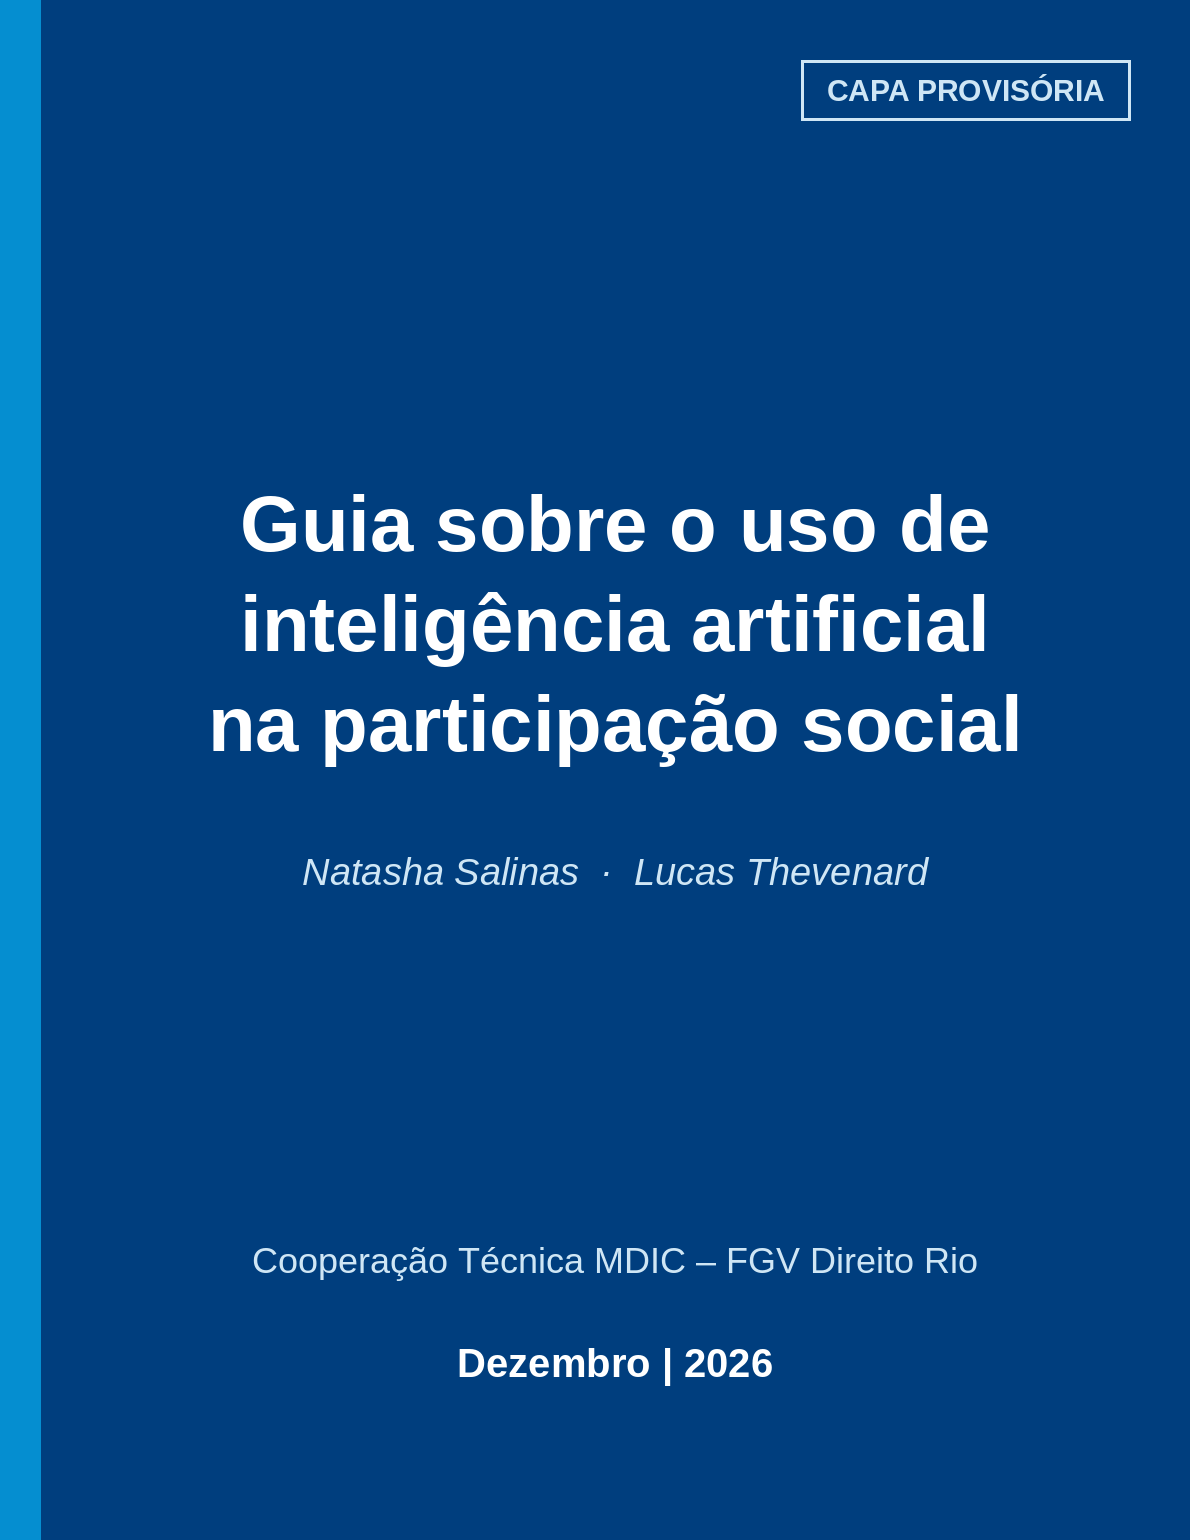 CAPA PROVISÓRIA
Guia sobre o uso de
inteligência artificial
na participação social
Natasha Salinas · Lucas Thevenard
Cooperação Técnica MDIC – FGV Direito Rio
Dezembro | 2026